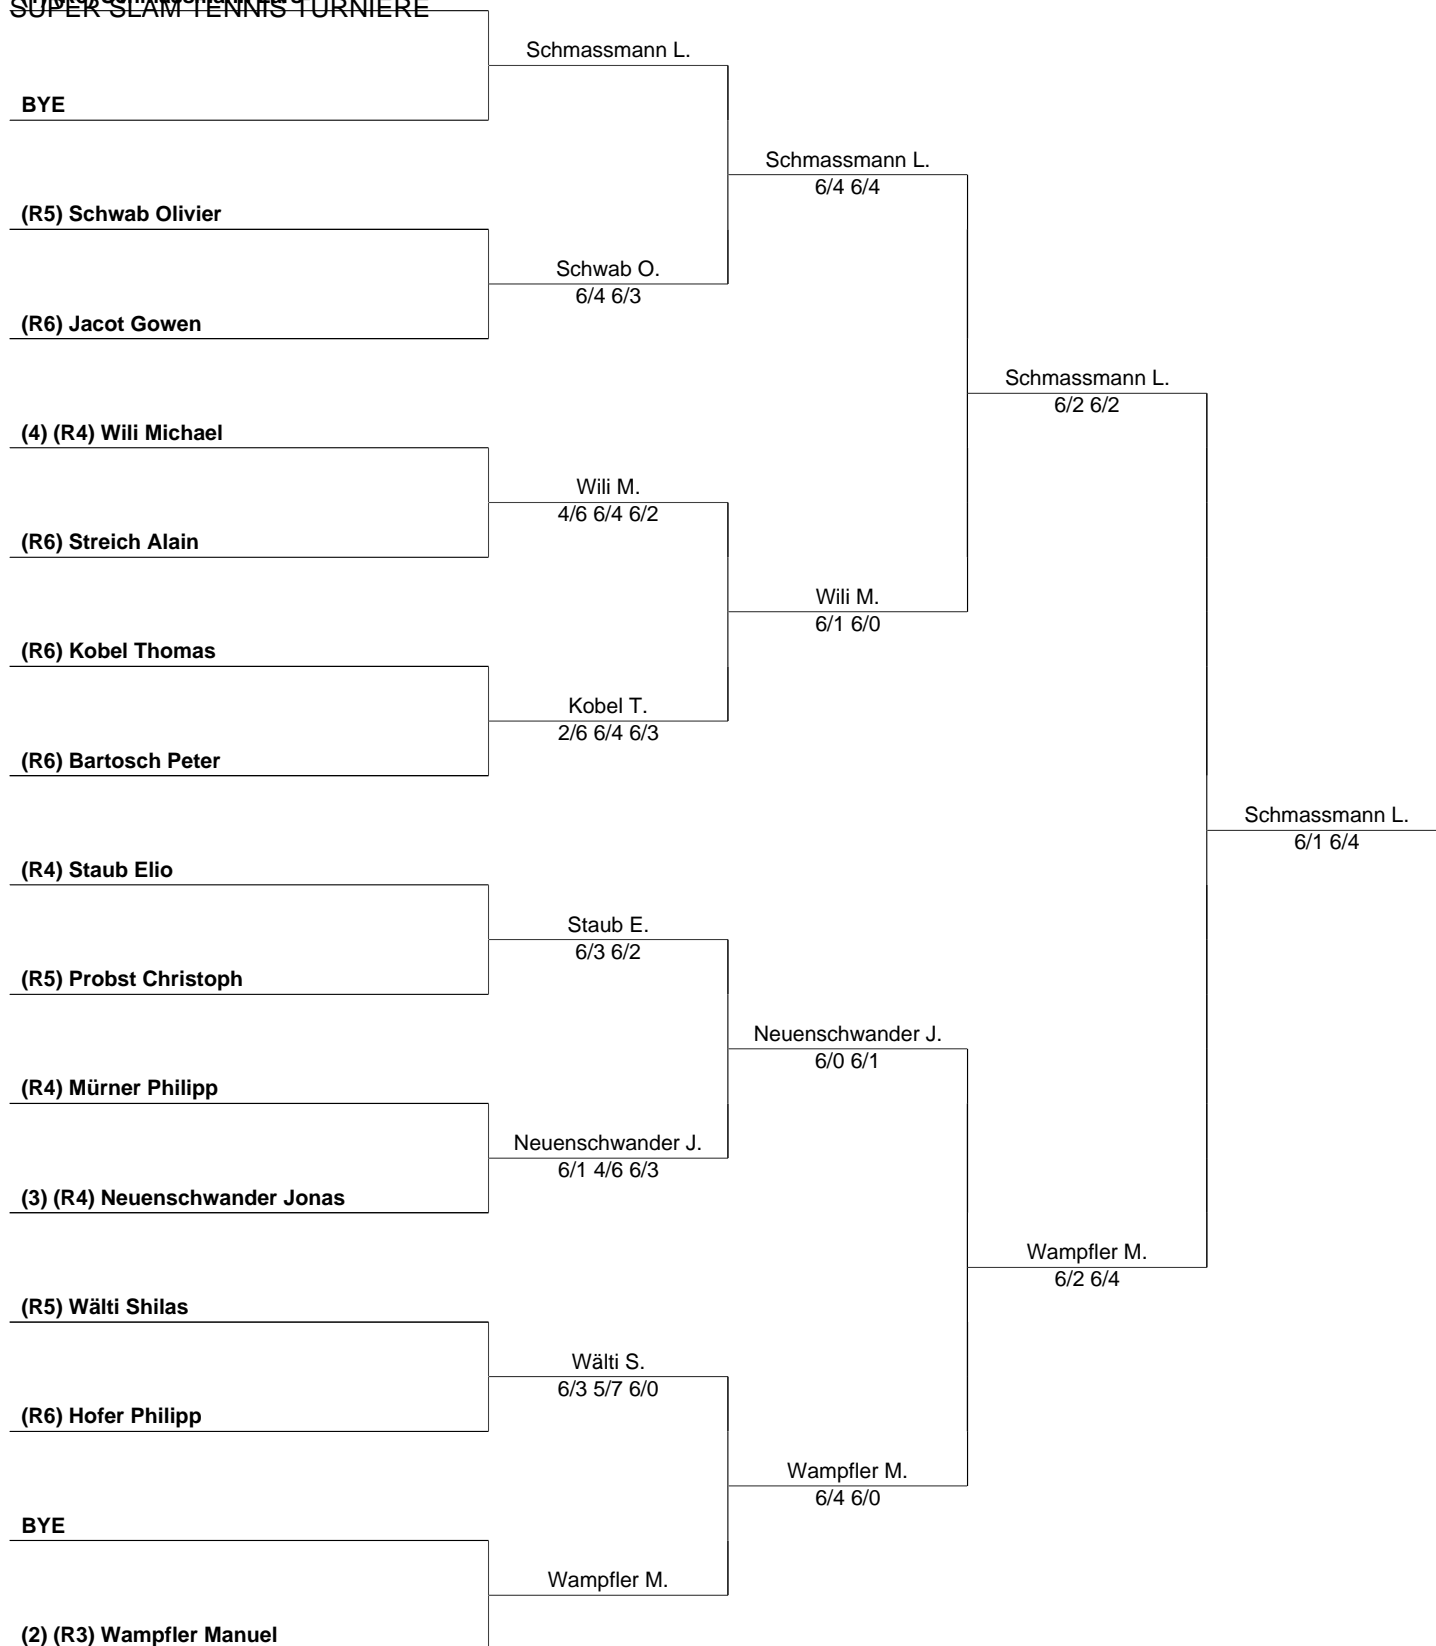 SUPER SLAM TENNIS TURNIERE
Schmassmann L.
BYE
Schmassmann L.
6/4 6/4
(R5) Schwab Olivier
Schwab O.
6/4 6/3
(R6) Jacot Gowen
Schmassmann L.
6/2 6/2
(4) (R4) Wili Michael
Wili M.
4/6 6/4 6/2
(R6) Streich Alain
Wili M.
6/1 6/0
(R6) Kobel Thomas
Kobel T.
2/6 6/4 6/3
(R6) Bartosch Peter
Schmassmann L.
6/1 6/4
(R4) Staub Elio
Staub E.
6/3 6/2
(R5) Probst Christoph
Neuenschwander J.
6/0 6/1
(R4) Mürner Philipp
Neuenschwander J.
6/1 4/6 6/3
(3) (R4) Neuenschwander Jonas
Wampfler M.
6/2 6/4
(R5) Wälti Shilas
Wälti S.
6/3 5/7 6/0
(R6) Hofer Philipp
Wampfler M.
6/4 6/0
BYE
Wampfler M.
(2) (R3) Wampfler Manuel